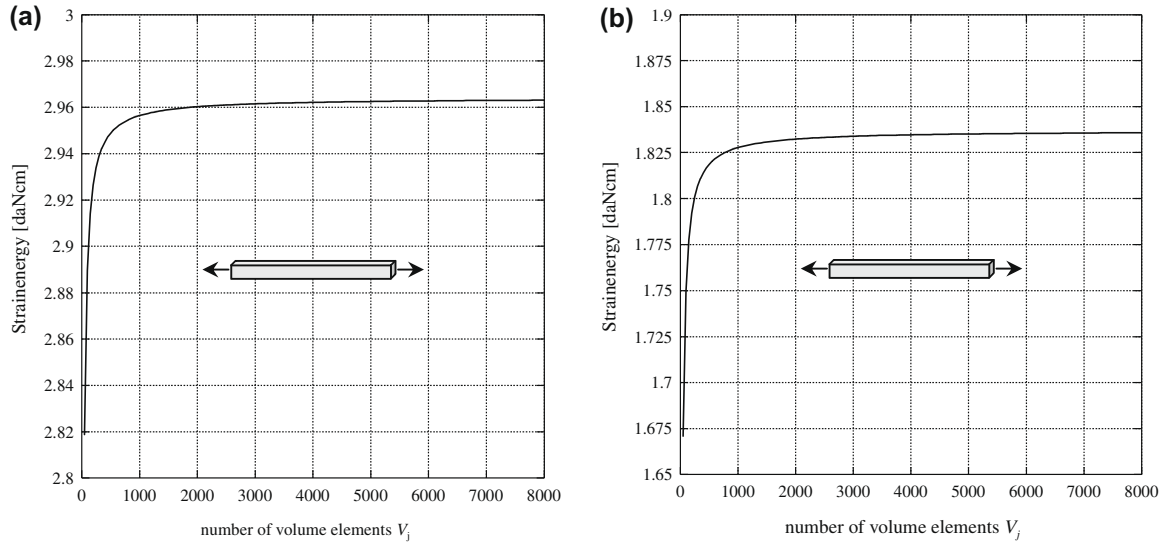 (a)
3
2.98
2.96
2.94
2.92
2.9
2.88
2.86
2.84
2.82
2.8
Strainenergy [daNcm]
0 1000 2000 3000 4000 5000 6000 7000 8000
number of volume elements Vj
(b)
1.9
1.875
1.85
1.825
1.8
1.775
1.75
1.725
1.7
1.675
1.65
Strainenergy [daNcm]
0 1000 2000 3000 4000 5000 6000 7000 8000
number of volume elements Vj